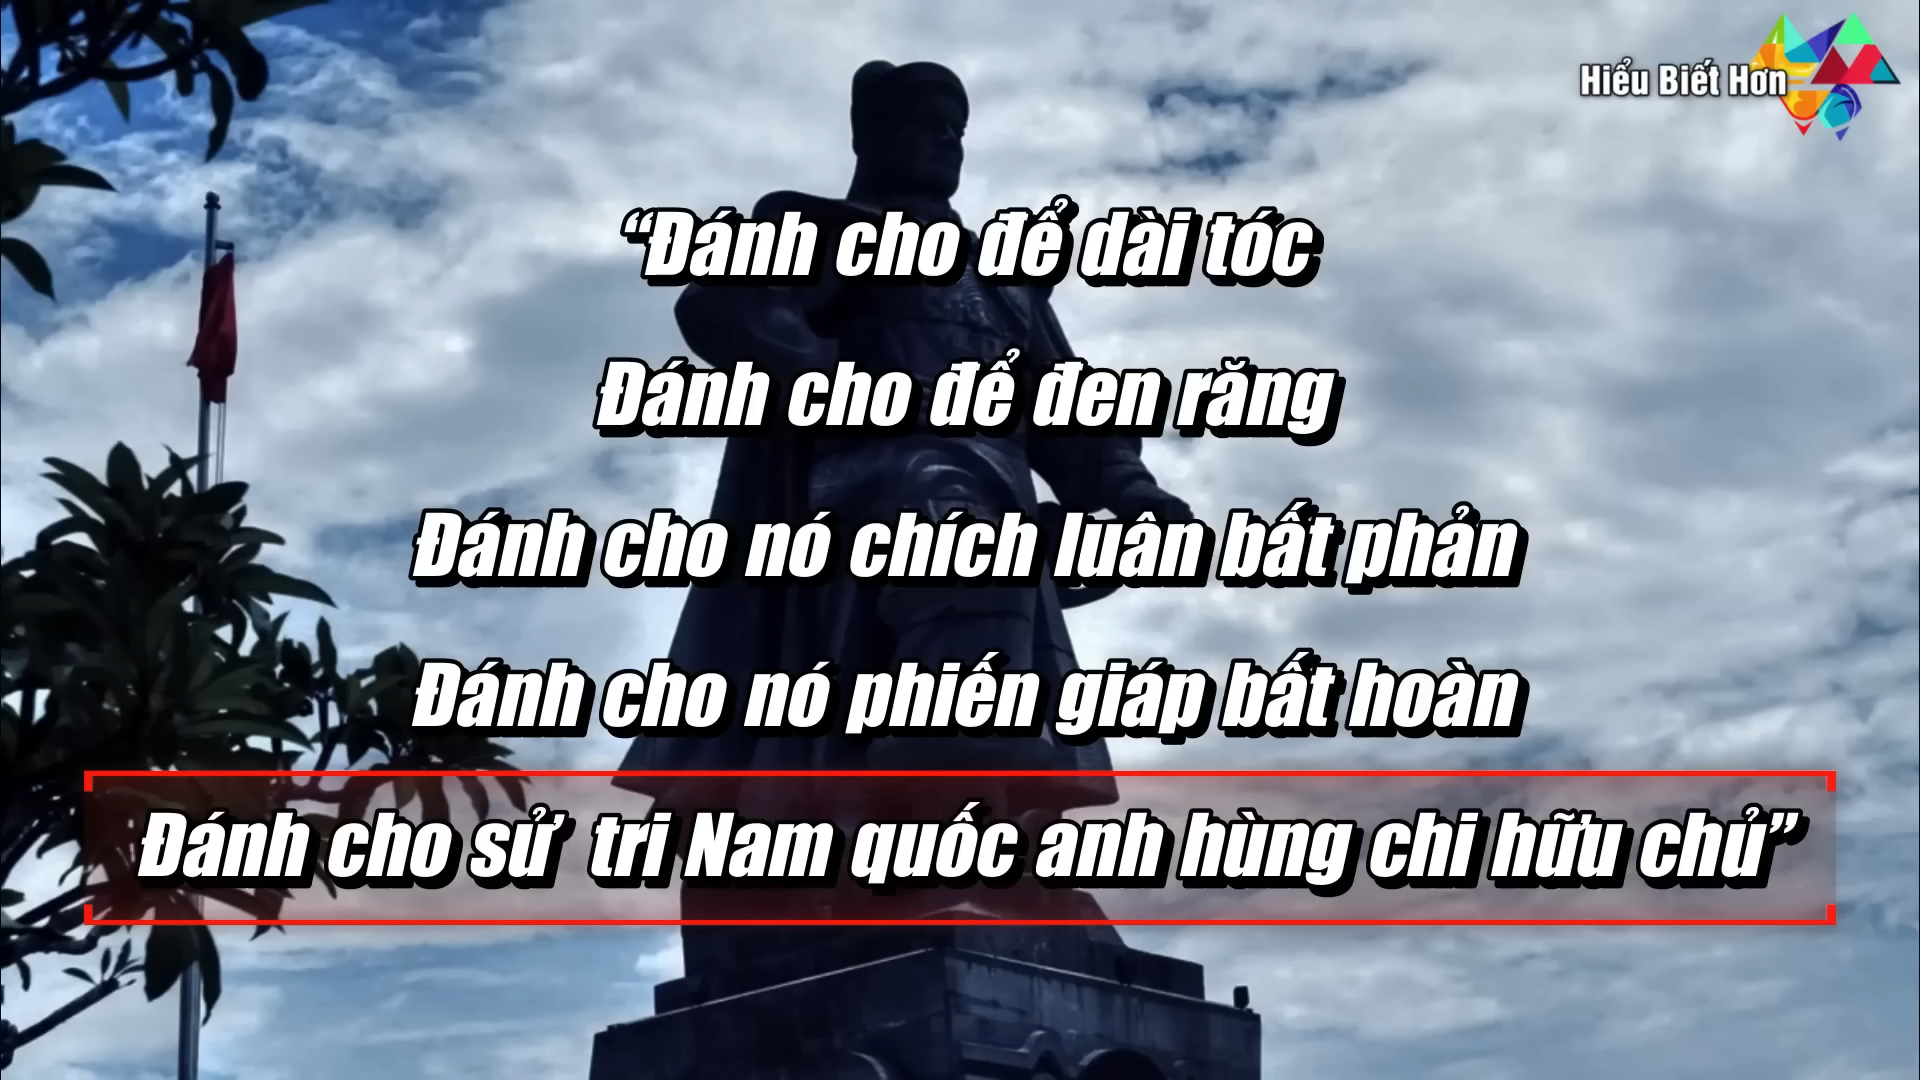 Hiểu Biết Hơn
“Đánh cho để dài tóc
Đánh cho để đen răng
Đánh cho nó chích luân bất phản
Đánh cho nó phiến giáp bất hoàn
Đánh cho sử tri Nam quốc anh hùng chi hữu chủ”